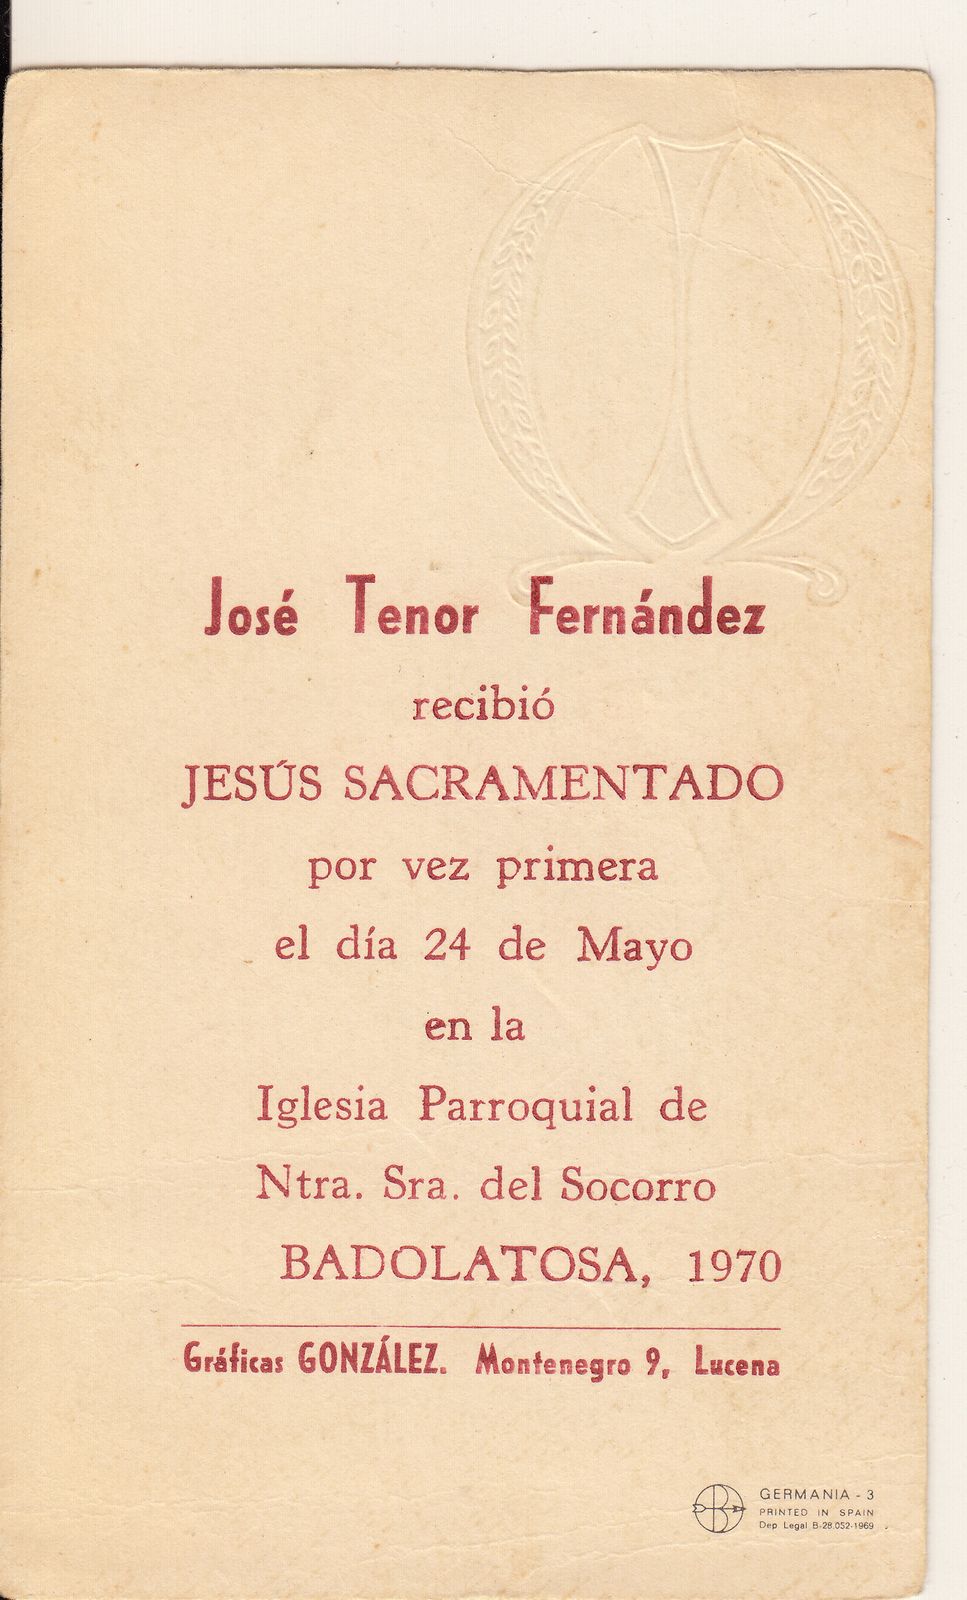 José Tenor Fernández
recibió
JESÚS SACRAMENTADO
por vez primera
el día 24 de Mayo
en la
Iglesia Parroquial de
Ntra. Sra. del Socorro
BADOLATOSA, 1970
Gráficas GONZÁLEZ. Montenegro 9, Lucena
B
GERMANIA - 3
PRINTED IN SPAIN
Dep Legal B-28.052-1969